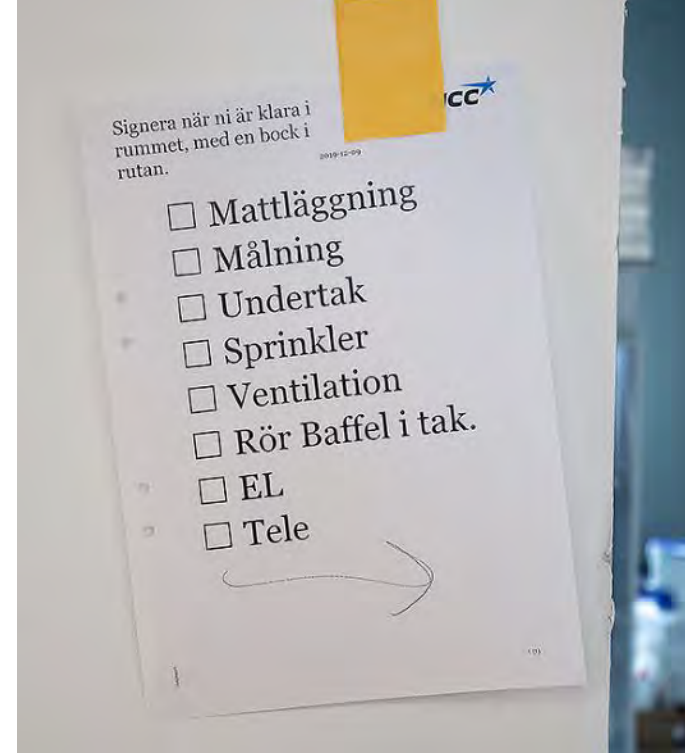 Signera när ni är klara i
rummet, med en bock i
rutan.
2019-12-09
Mattläggning
Målning
Undertak
Sprinkler
Ventilation
Rör Baffel i tak.
EL
Tele